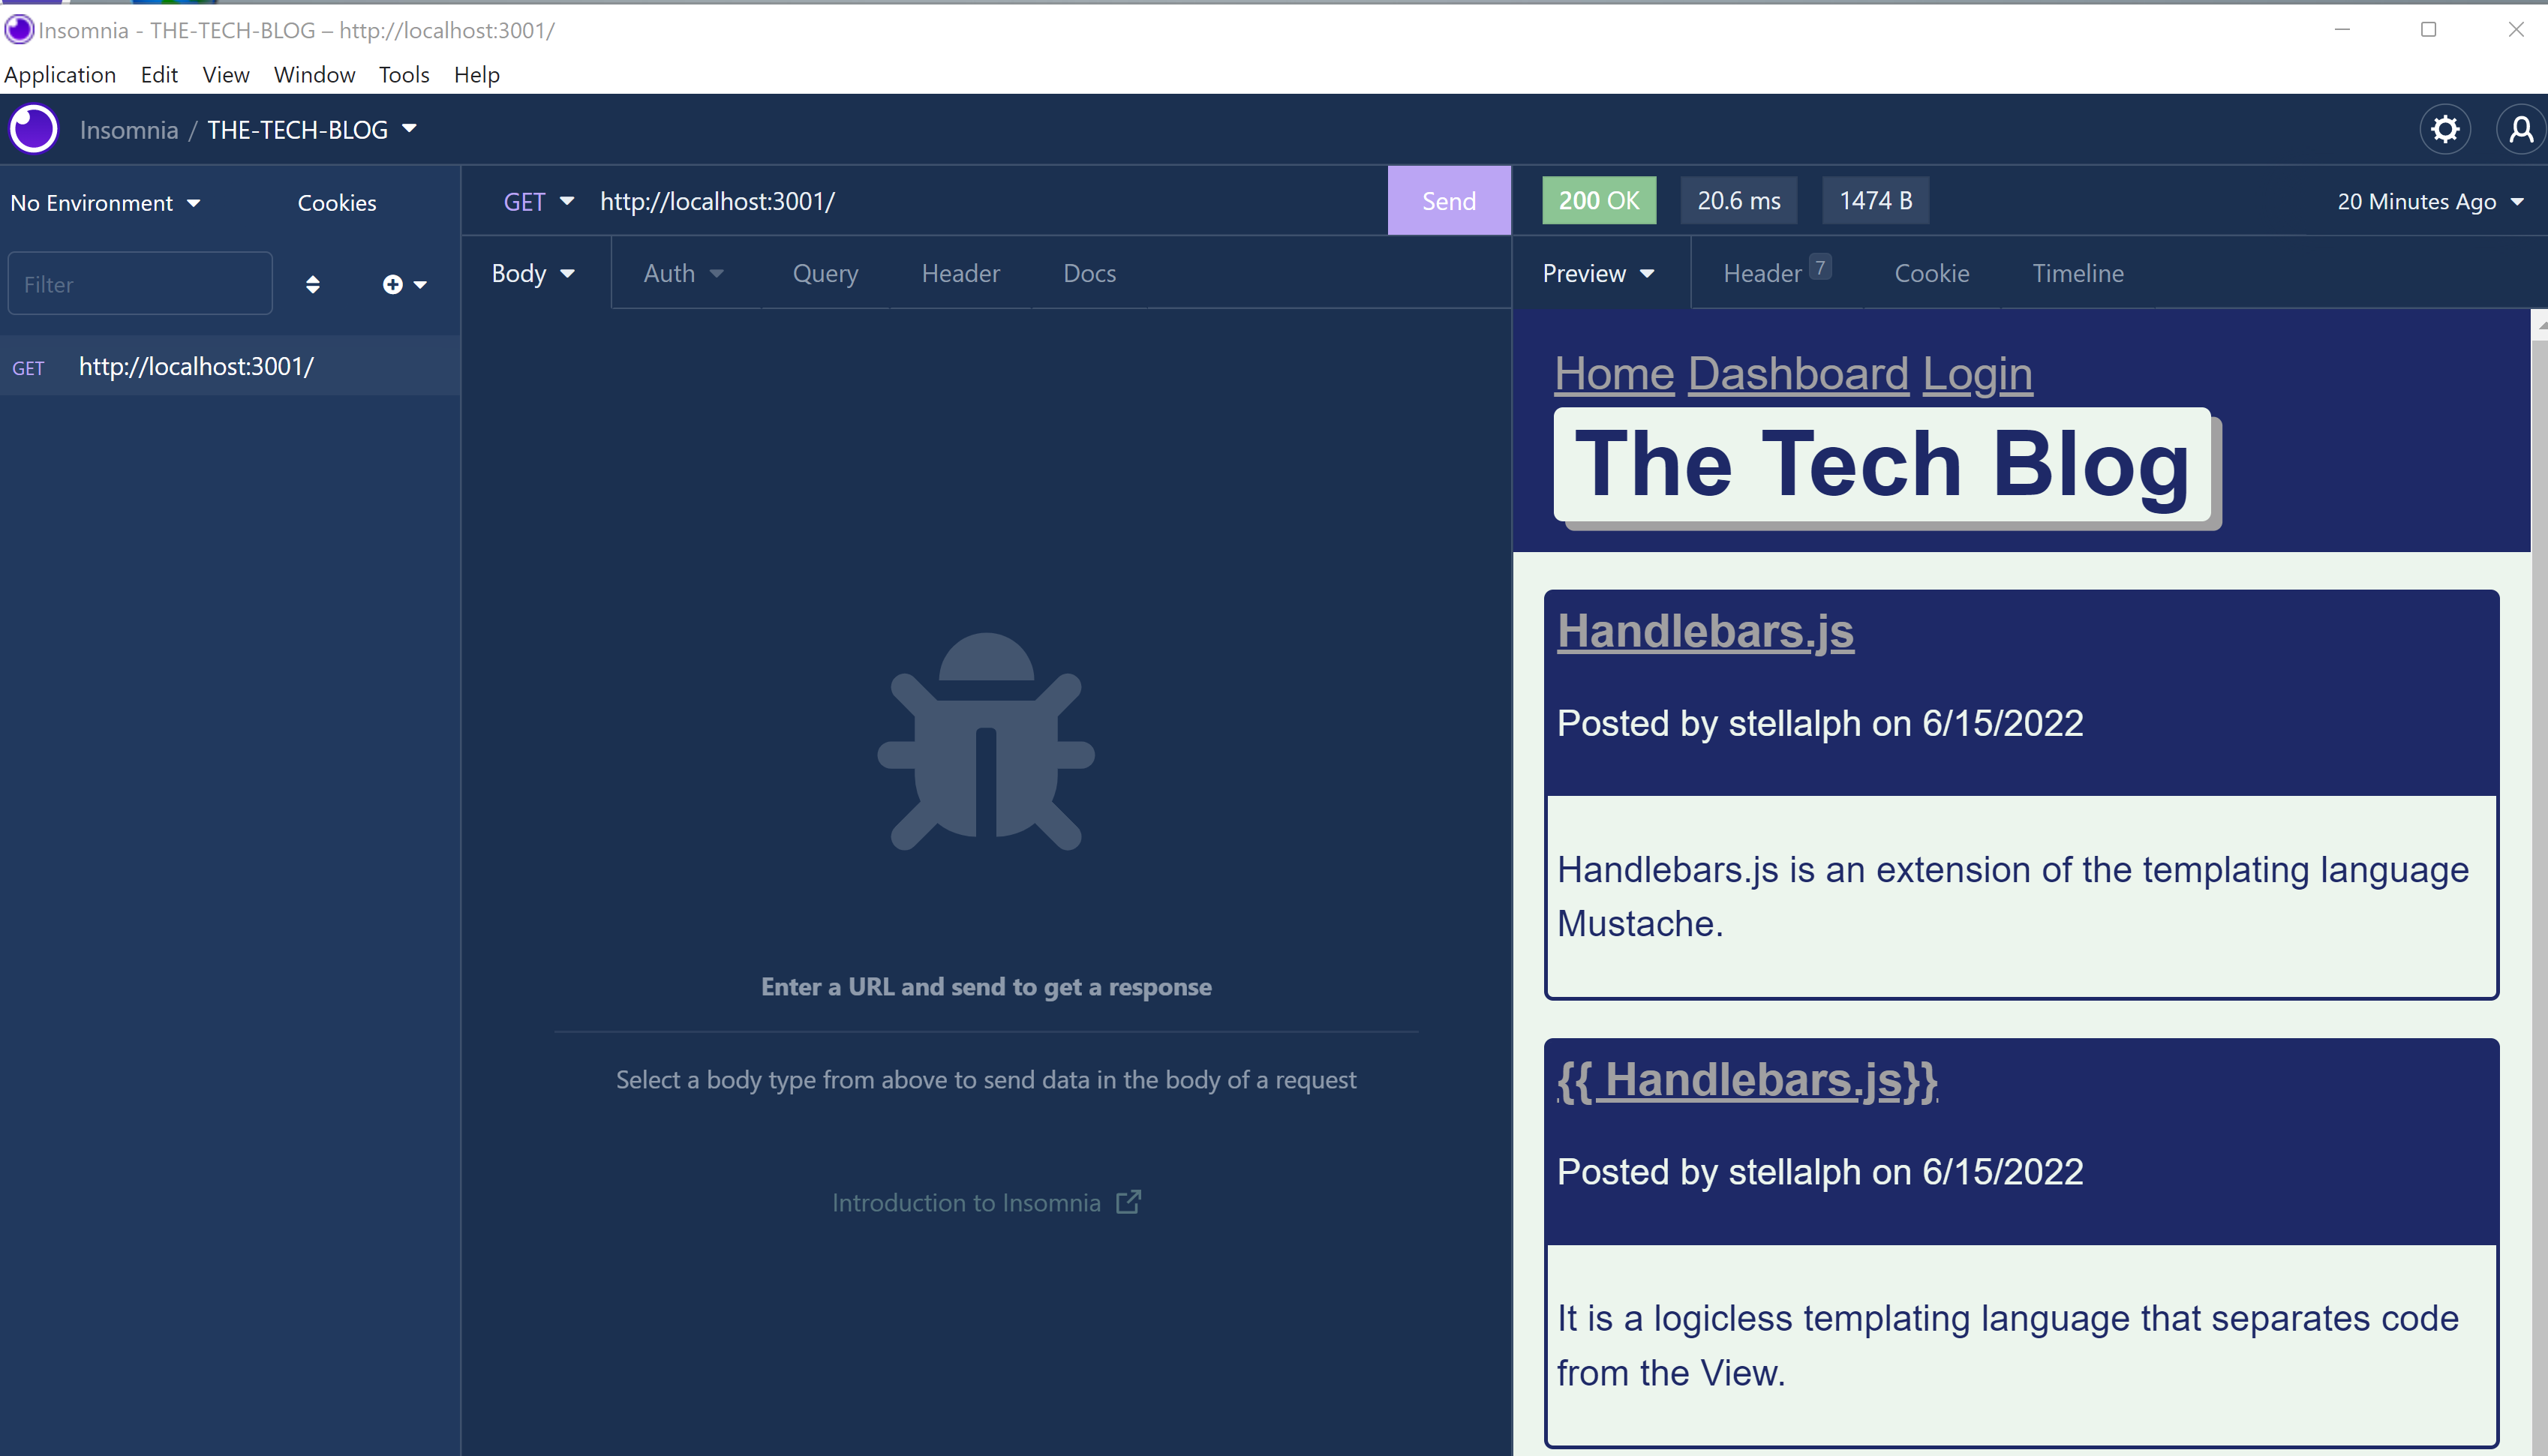 Insomnia - THE-TECH-BLOG – http://localhost:3001/
Application Edit View Window Tools Help
Insomnia / THE-TECH-BLOG
No Environment Cookies
Filter
GET http://localhost:3001/
GET http://localhost:3001/ Send
Body Auth Query Header Docs
Enter a URL and send to get a response
Select a body type from above to send data in the body of a request
Introduction to Insomnia
200 OK 20.6 ms 1474 B 20 Minutes Ago
Preview Header 7 Cookie Timeline
Home Dashboard Login
The Tech Blog
Handlebars.js
Posted by stellalph on 6/15/2022
Handlebars.js is an extension of the templating language
Mustache.
{{ Handlebars.js}}
Posted by stellalph on 6/15/2022
It is a logicless templating language that separates code
from the View.